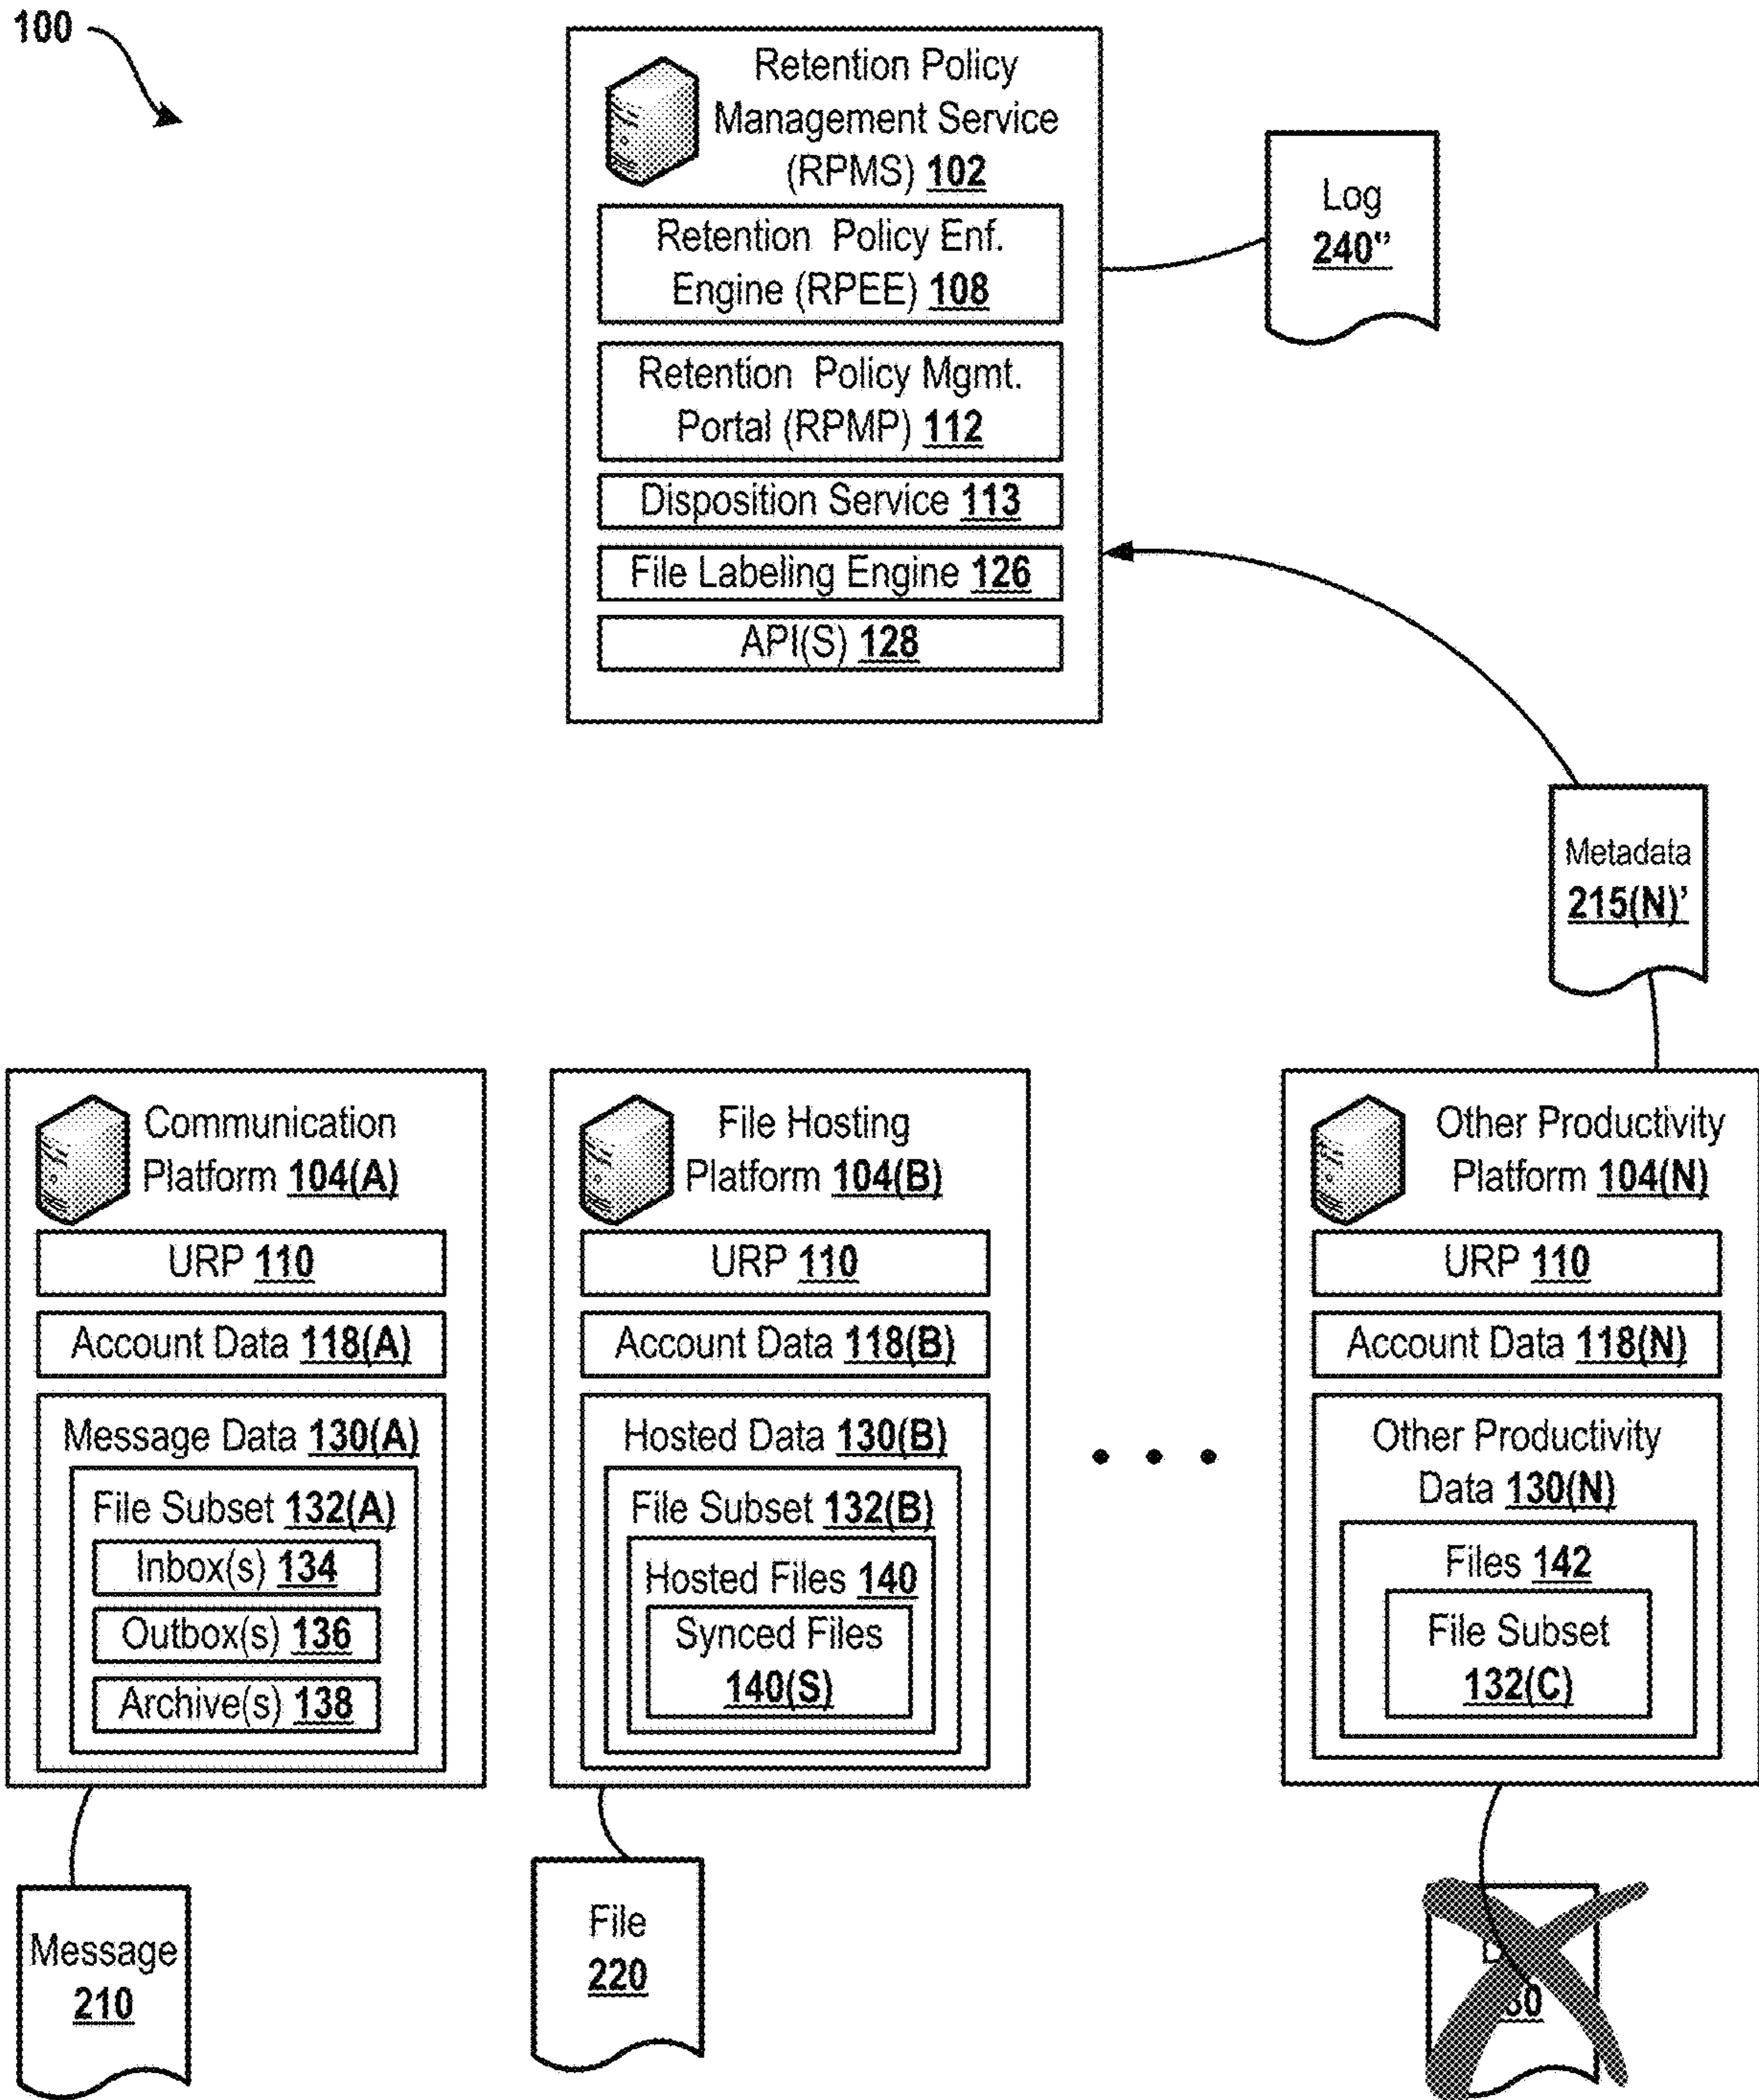 100
Retention Policy
Management Service
(RPMS) 102
Retention Policy Enf.
Engine (RPEE) 108
Retention Policy Mgmt.
Portal (RPMP) 112
Disposition Service 113
File Labeling Engine 126
API(S) 128
Log
240"
Metadata
215(N)'
Communication
Platform 104(A)
URP 110
Account Data 118(A)
Message Data 130(A)
File Subset 132(A)
Inbox(s) 134
Outbox(s) 136
Archive(s) 138
File Hosting
Platform 104(B)
URP 110
Account Data 118(B)
Hosted Data 130(B)
File Subset 132(B)
Hosted Files 140
Synced Files
140(S)
Other Productivity
Platform 104(N)
URP 110
Account Data 118(N)
Other Productivity
Data 130(N)
Files 142
File Subset
132(C)
Message
210
File
220